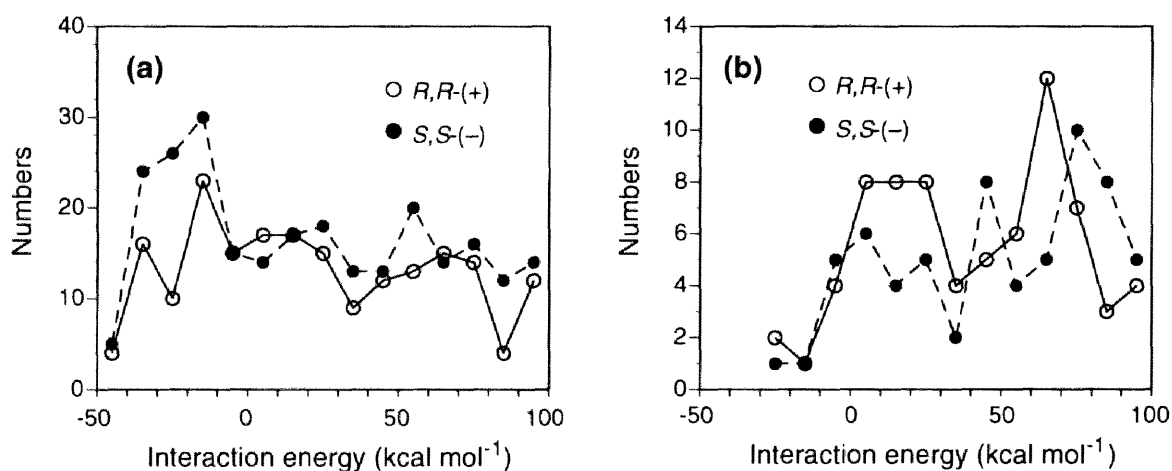 (a)
R,R-(+)
S,S-(−)
Numbers
40
30
20
10
0
-50
0
50
100
Interaction energy (kcal mol⁻¹)
(b)
R,R-(+)
S,S-(−)
Numbers
14
12
10
8
6
4
2
0
-50
0
50
100
Interaction energy (kcal mol⁻¹)